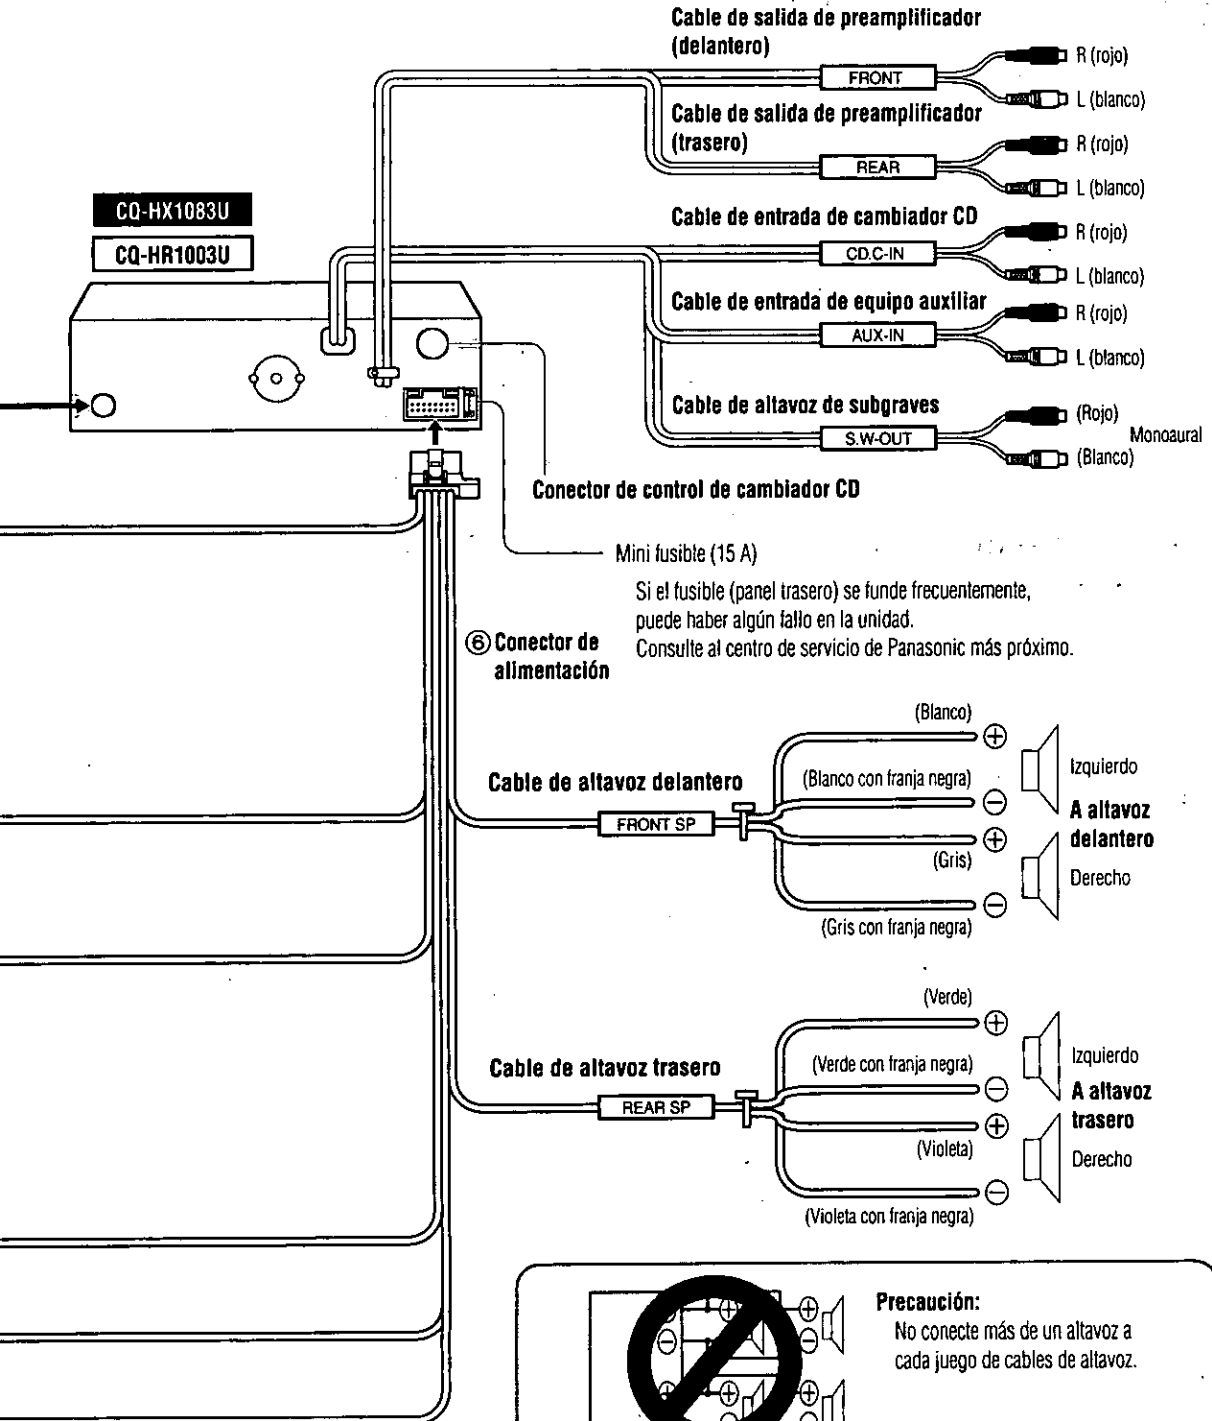 Cable de salida de preamplificador
(delantero)
FRONT
R (rojo)
L (blanco)
Cable de salida de preamplificador
(trasero)
REAR
R (rojo)
L (blanco)
CQ-HX1083U
CQ-HR1003U
Cable de entrada de cambiador CD
CD.C-IN
R (rojo)
L (blanco)
Cable de entrada de equipo auxiliar
AUX-IN
R (rojo)
L (blanco)
Cable de altavoz de subgraves
S.W-OUT
(Rojo)
Monoaural
(Blanco)
Conector de control de cambiador CD
Mini fusible (15 A)
Si el fusible (panel trasero) se funde frecuentemente,
puede haber algún fallo en la unidad.
Consulte al centro de servicio de Panasonic más próximo.
⑥ Conector de
alimentación
Cable de altavoz delantero
FRONT SP
(Blanco)
+
(Blanco con franja negra)
−
Izquierdo
A altavoz
delantero
+
(Gris)
Derecho
−
(Gris con franja negra)
Cable de altavoz trasero
REAR SP
(Verde)
+
(Verde con franja negra)
−
Izquierdo
A altavoz
trasero
+
(Violeta)
Derecho
−
(Violeta con franja negra)
Precaución:
No conecte más de un altavoz a
cada juego de cables de altavoz.